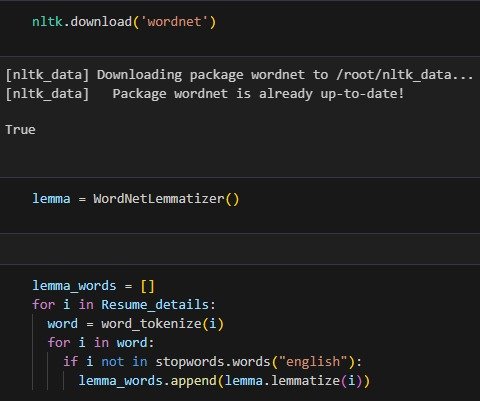 nltk.download('wordnet')
[nltk_data] Downloading package wordnet to /root/nltk_data...
[nltk_data]   Package wordnet is already up-to-date!
True
lemma = WordNetLemmatizer()
lemma_words = []
for i in Resume_details:
  word = word_tokenize(i)
  for i in word:
    if i not in stopwords.words("english"):
      lemma_words.append(lemma.lemmatize(i))